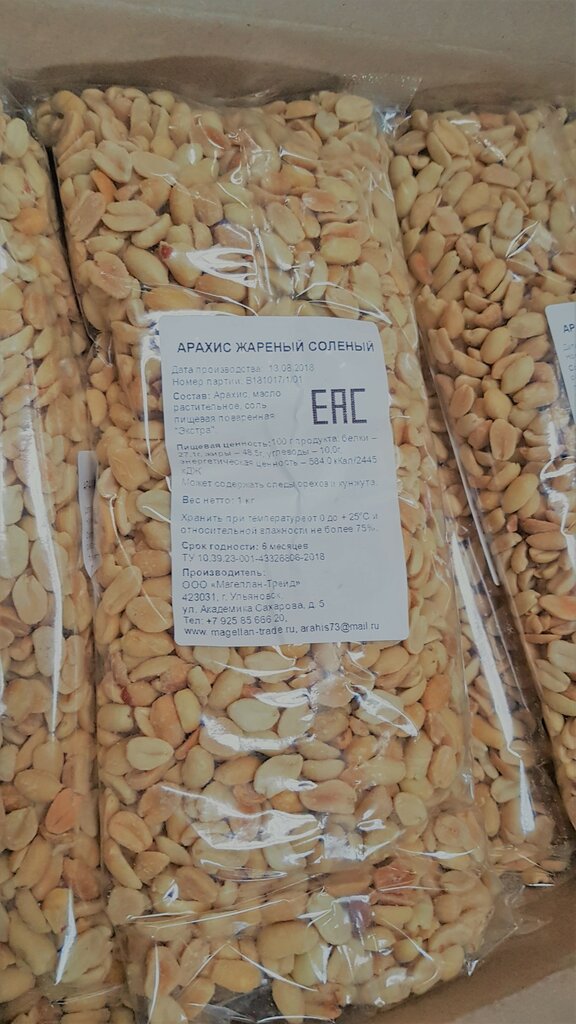 АРАХИС ЖАРЕНЫЙ СОЛЕНЫЙ
Дата производства: 13.08.2018
Номер партии: В181017/1/01
Состав: Арахис, масло
растительное, соль
пищевая поваренная
"Экстра".
ЕАС
Пищевая ценность: 100 г продукта: белки –
жиры – 48,5г, углеводы – 10,0г.
энергетическая ценность – 584,0 кКал/2445
кДж
Может содержать следы орехов и кунжута.
Вес нетто: 1 кг
Хранить при температуре от 0 до + 25°С и
относительной влажности не более 75%.
Срок годности: 6 месяцев
ТУ 10.39.23-001-43326806-2018
Производитель:
ООО «Магеллан-Трейд»
423031, г. Ульяновск,
ул. Академика Сахарова, д. 5
Тел: +7 925 85 666 20,
www. magellan-trade.ru, arahis73@mail.ru